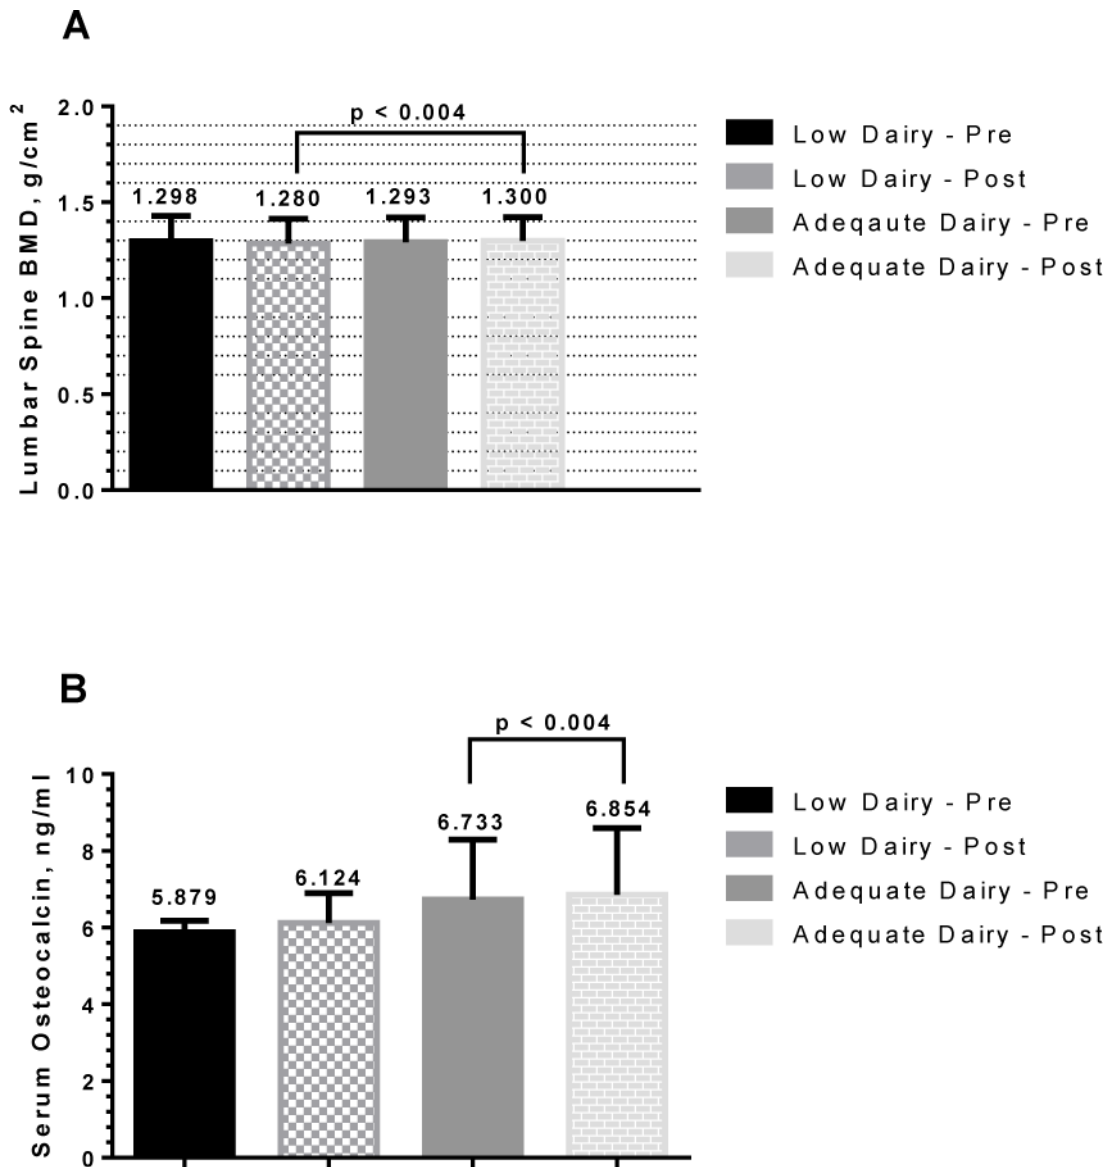 A
Lumbar Spine BMD, g/cm²
2.0
1.5
1.0
0.5
0.0
p < 0.004
1.298
1.280
1.293
1.300
Low Dairy - Pre
Low Dairy - Post
Adeqaute Dairy - Pre
Adequate Dairy - Post
B
Serum Osteocalcin, ng/ml
10
8
6
4
2
0
p < 0.004
5.879
6.124
6.733
6.854
Low Dairy - Pre
Low Dairy - Post
Adequate Dairy - Pre
Adequate Dairy - Post